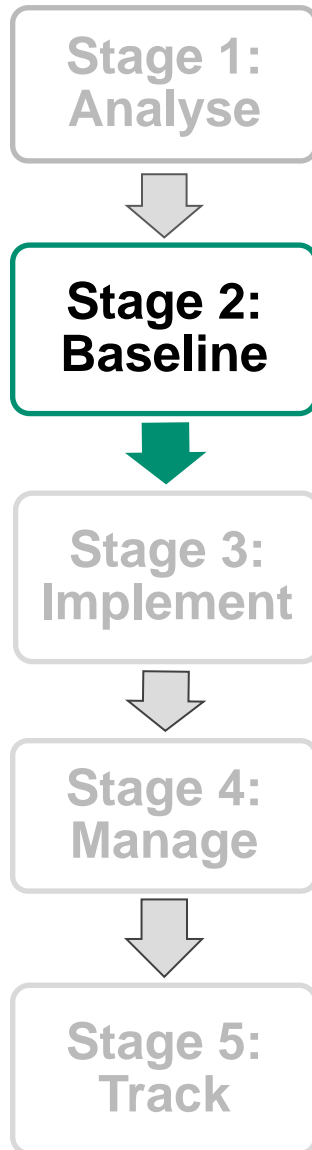 Stage 1:
Analyse
Stage 2:
Baseline
Stage 3:
Implement
Stage 4:
Manage
Stage 5:
Track